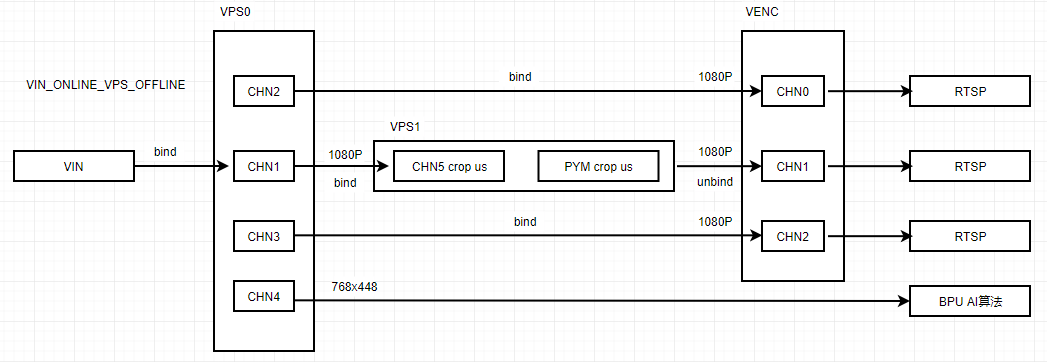 VPS0
VENC
VIN_ONLINE_VPS_OFFLINE
CHN2
bind
1080P
CHN0
RTSP
VPS1
VIN
bind
CHN1
1080P
bind
CHN5 crop us
PYM crop us
1080P
unbind
CHN1
RTSP
CHN3
bind
1080P
CHN2
RTSP
CHN4
768x448
BPU AI算法